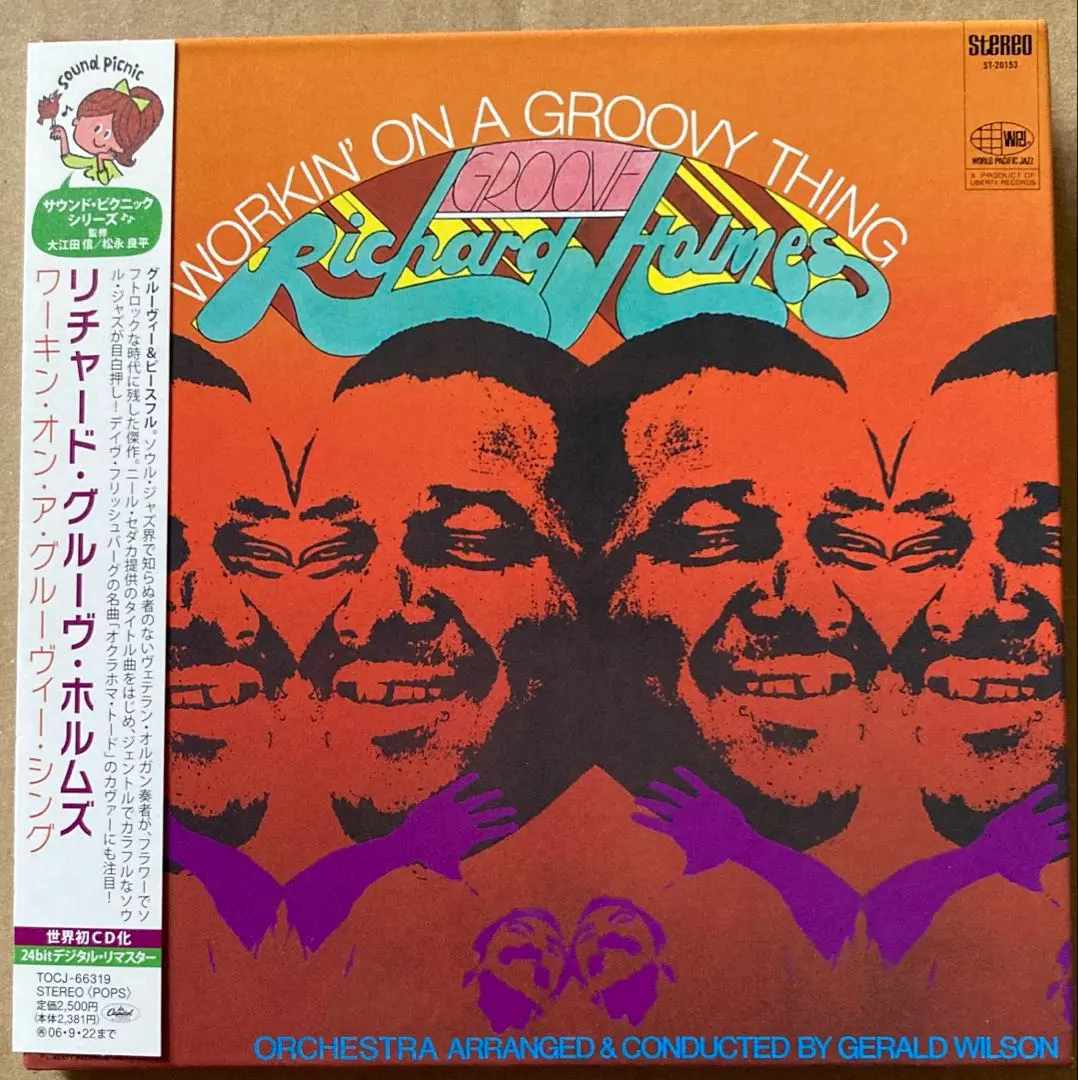 Sound Picnic
サウンド・ピクニック
シリーズ
監修
大江田 信／松永 良平
グルーヴィー&ピースフル。ソウル・ジャズ界で知らぬ者のないヴェテラン・オルガン奏者が、フラワーでソ
フトロックな時代に残した傑作。ニール・セダカ提供のタイトル曲をはじめ、ジェントルでカラフルなソウ
ル・ジャズが目白押し！デイヴ・フリッシュバーグの名曲「オクラホマ・トード」のカヴァーにも注目！
リチャード・グルーヴ・ホルムズ
ワーキン・オン・ア・グルーヴィー・シング
世界初CD化
24bitデジタル・リマスター
TOCJ-66319
STEREO〈POPS〉
定価2,500円
(本体2,381円)
Capitol
06・9・22まで
WORKIN' ON A GROOVY THING
GROOVE
Richard Holmes
STEREO
ST-20153
WPJ
WORLD PACIFIC JAZZ
A PRODUCT OF
LIBERTY RECORDS
ORCHESTRA ARRANGED & CONDUCTED BY GERALD WILSON